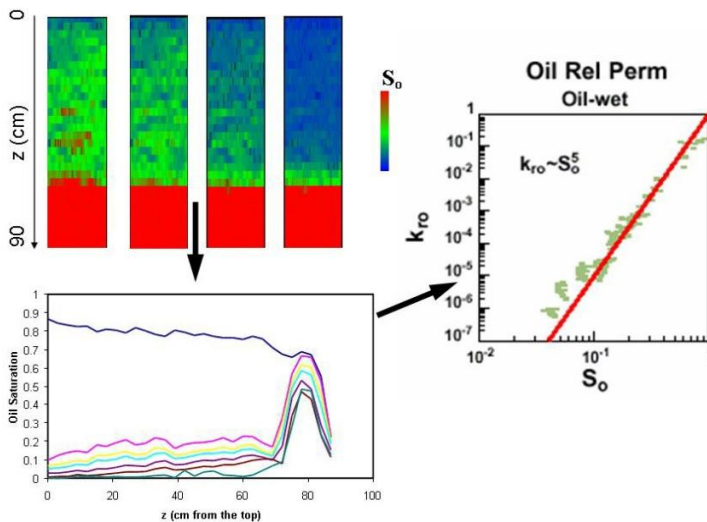 0
z (cm)
90
So
Oil Rel Perm
Oil-wet
kro~So5
1
10-1
10-2
10-3
10-4
10-5
10-6
10-7
kro
10-2
10-1
So
1
0.9
0.8
0.7
0.6
0.5
0.4
0.3
0.2
0.1
0
Oil Saturation
0 20 40 60 80 100
z (cm from the top)